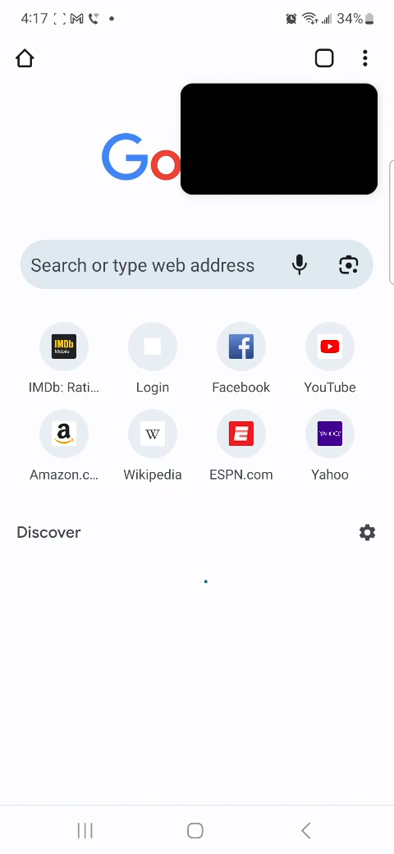 4:17 34%
Go
Search or type web address
IMDb: Rati... Login Facebook YouTube
Amazon.c... Wikipedia ESPN.com Yahoo
Discover